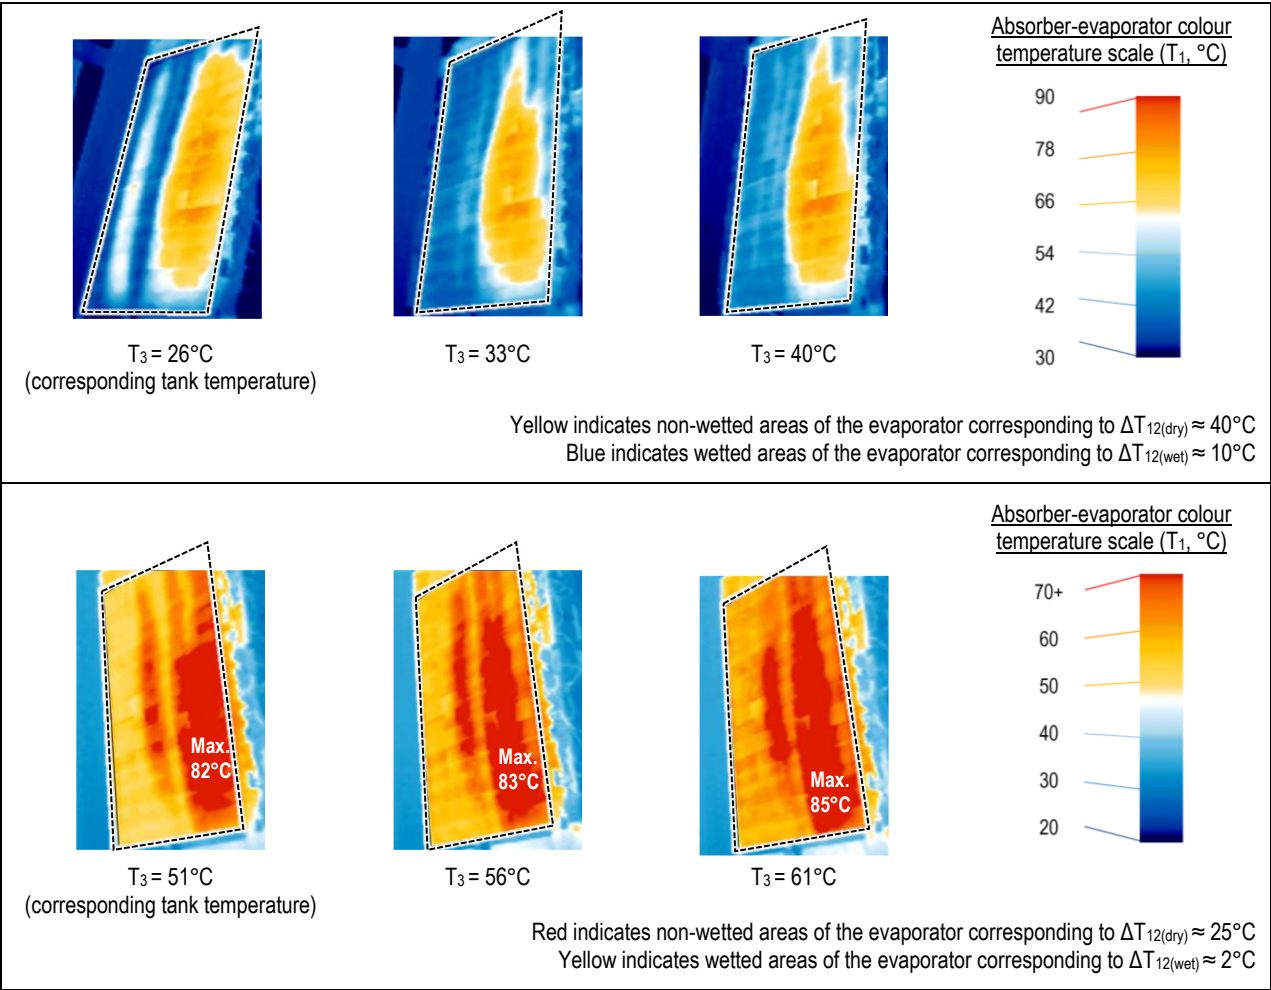 Absorber-evaporator colour
temperature scale (T1, °C)
90
78
66
54
42
30
T3 = 26°C
(corresponding tank temperature)
T3 = 33°C
T3 = 40°C
Yellow indicates non-wetted areas of the evaporator corresponding to ΔT12(dry) ≈ 40°C
Blue indicates wetted areas of the evaporator corresponding to ΔT12(wet) ≈ 10°C
Absorber-evaporator colour
temperature scale (T1, °C)
70+
60
50
40
30
20
Max.
82°C
Max.
83°C
Max.
85°C
T3 = 51°C
(corresponding tank temperature)
T3 = 56°C
T3 = 61°C
Red indicates non-wetted areas of the evaporator corresponding to ΔT12(dry) ≈ 25°C
Yellow indicates wetted areas of the evaporator corresponding to ΔT12(wet) ≈ 2°C